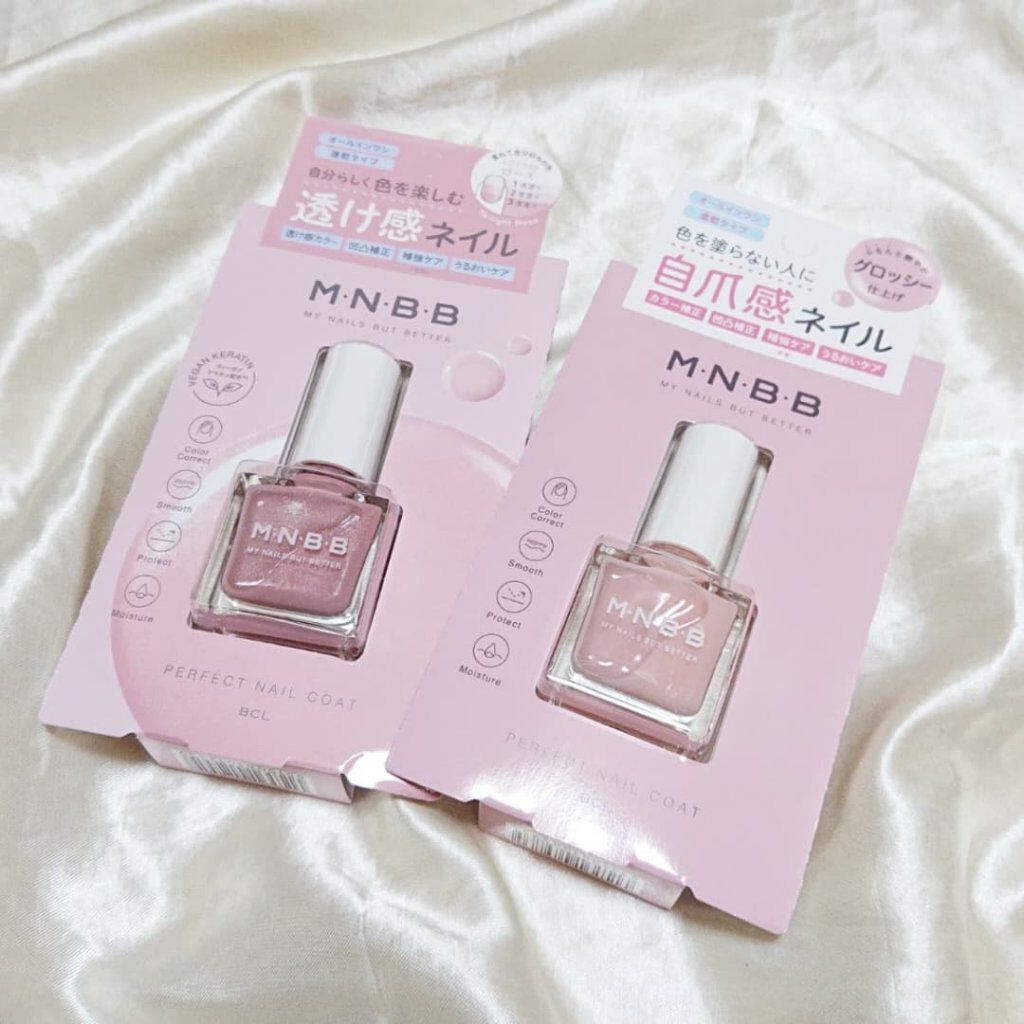 オールインワン
速乾タイプ
自分らしく色を楽しむ
透け感ネイル
透け感カラー 凹凸補正 補強ケア うるおいケア
M·N·B·B
MY NAILS BUT BETTER
VEGAN KERATIN
Color
Correct
Smooth
Protect
Moisture
M·N·B·B
MY NAILS BUT BETTER
PERFECT NAIL COAT
BCL
オールインワン
速乾タイプ
色を塗らない人に
自爪感ネイル
カラー補正 凹凸補正 補強ケア うるおいケア
グロッシー
仕上げ
M·N·B·B
MY NAILS BUT BETTER
Color
Correct
Smooth
Protect
Moisture
M·N·B·B
MY NAILS BUT BETTER
PERFECT NAIL COAT
BCL